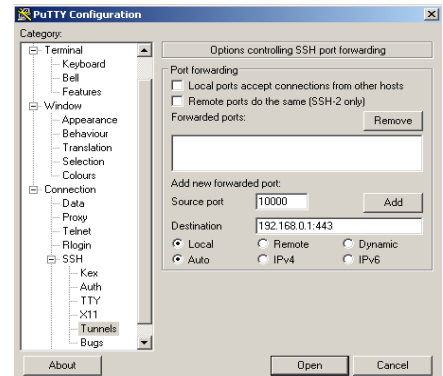 PuTTY Configuration
Category:
Terminal
Keyboard
Bell
Features
Window
Appearance
Behaviour
Translation
Selection
Colours
Connection
Data
Proxy
Telnet
Rlogin
SSH
Kex
Auth
TTY
X11
Tunnels
Bugs
Options controlling SSH port forwarding
Port forwarding
Local ports accept connections from other hosts
Remote ports do the same (SSH-2 only)
Forwarded ports:
Remove
Add new forwarded port:
Source port 10000 Add
Destination 192.168.0.1:443
Local Remote Dynamic
Auto IPv4 IPv6
About Open Cancel